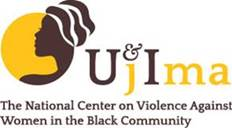 Uj&Ima
The National Center on Violence Against
Women in the Black Community